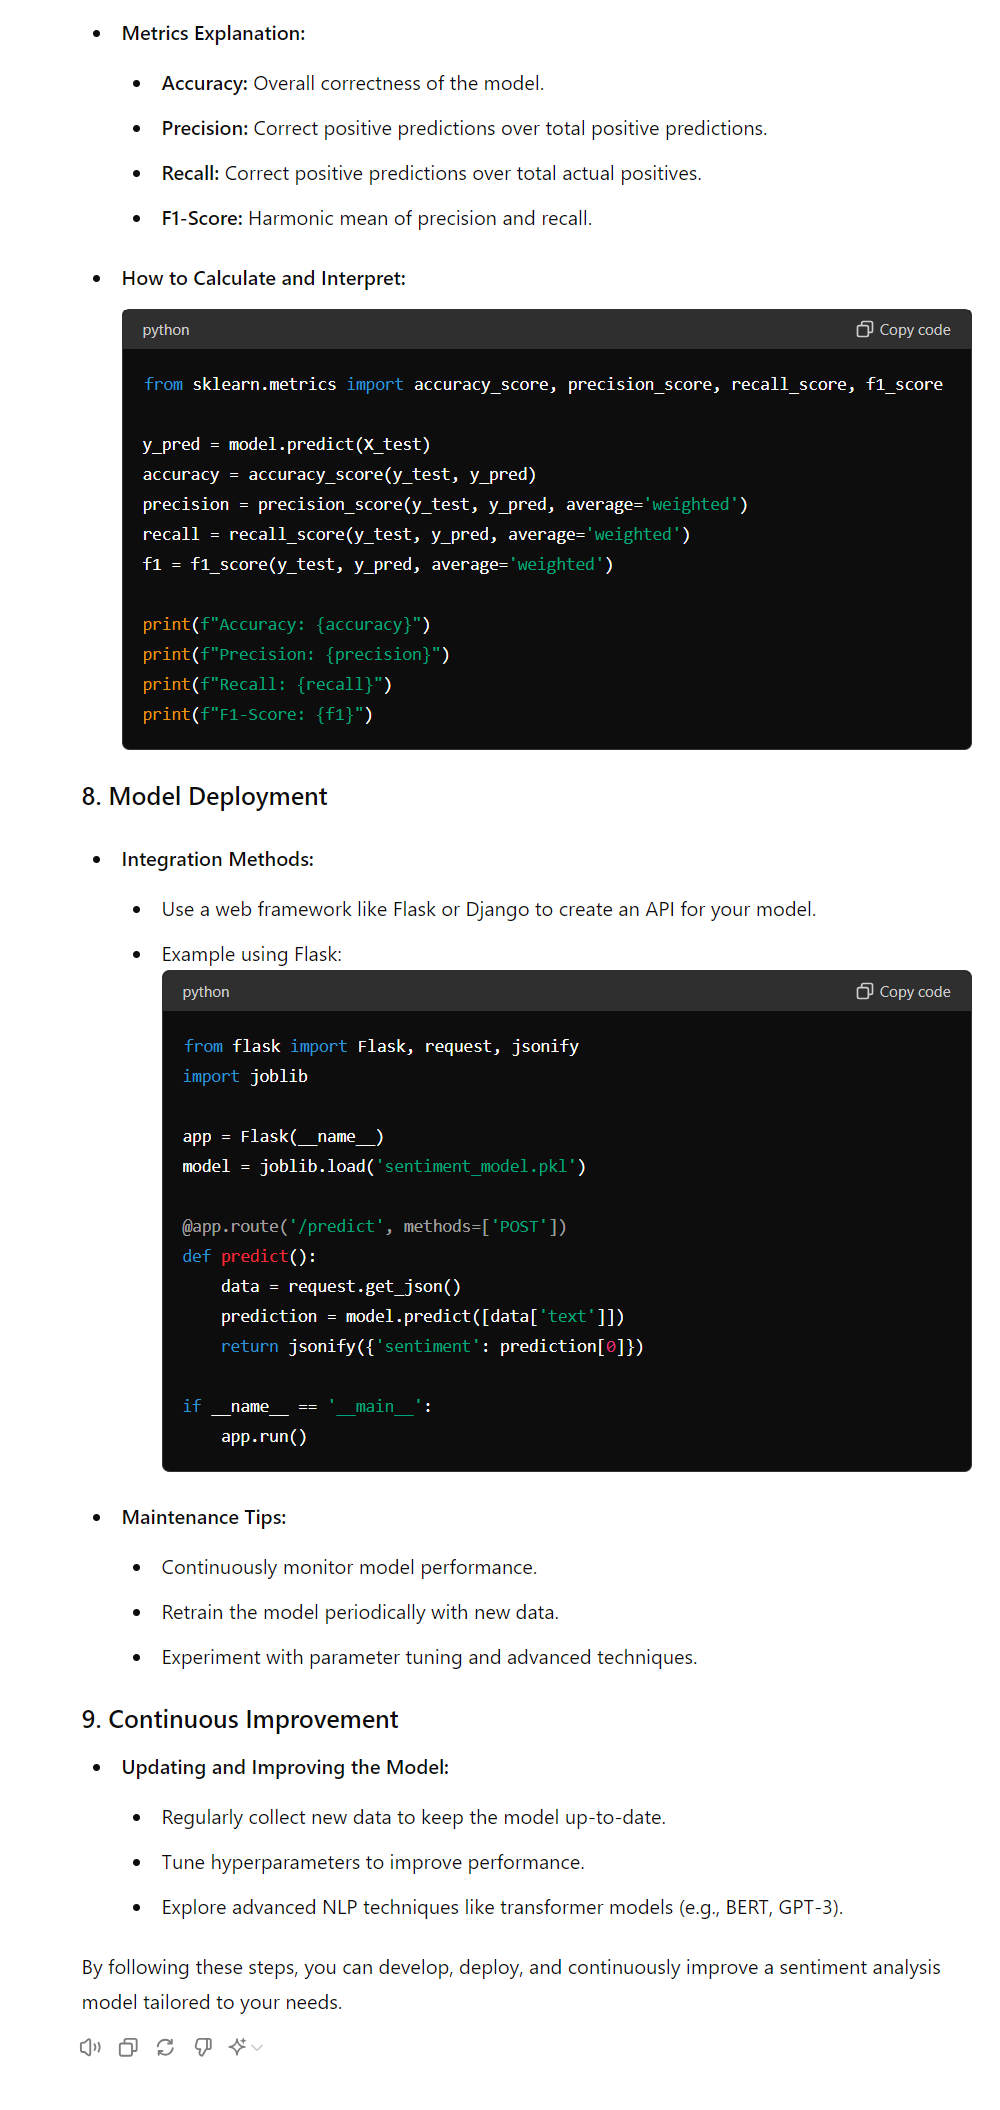 Metrics Explanation:
Accuracy: Overall correctness of the model.
Precision: Correct positive predictions over total positive predictions.
Recall: Correct positive predictions over total actual positives.
F1-Score: Harmonic mean of precision and recall.
How to Calculate and Interpret:
python Copy code
from sklearn.metrics import accuracy_score, precision_score, recall_score, f1_score
y_pred = model.predict(X_test)
accuracy = accuracy_score(y_test, y_pred)
precision = precision_score(y_test, y_pred, average='weighted')
recall = recall_score(y_test, y_pred, average='weighted')
f1 = f1_score(y_test, y_pred, average='weighted')
print(f"Accuracy: {accuracy}")
print(f"Precision: {precision}")
print(f"Recall: {recall}")
print(f"F1-Score: {f1}")
8. Model Deployment
Integration Methods:
Use a web framework like Flask or Django to create an API for your model.
Example using Flask:
python Copy code
from flask import Flask, request, jsonify
import joblib
app = Flask(__name__)
model = joblib.load('sentiment_model.pkl')
@app.route('/predict', methods=['POST'])
def predict():
    data = request.get_json()
    prediction = model.predict([data['text']])
    return jsonify({'sentiment': prediction[0]})
if __name__ == '__main__':
    app.run()
Maintenance Tips:
Continuously monitor model performance.
Retrain the model periodically with new data.
Experiment with parameter tuning and advanced techniques.
9. Continuous Improvement
Updating and Improving the Model:
Regularly collect new data to keep the model up-to-date.
Tune hyperparameters to improve performance.
Explore advanced NLP techniques like transformer models (e.g., BERT, GPT-3).
By following these steps, you can develop, deploy, and continuously improve a sentiment analysis
model tailored to your needs.